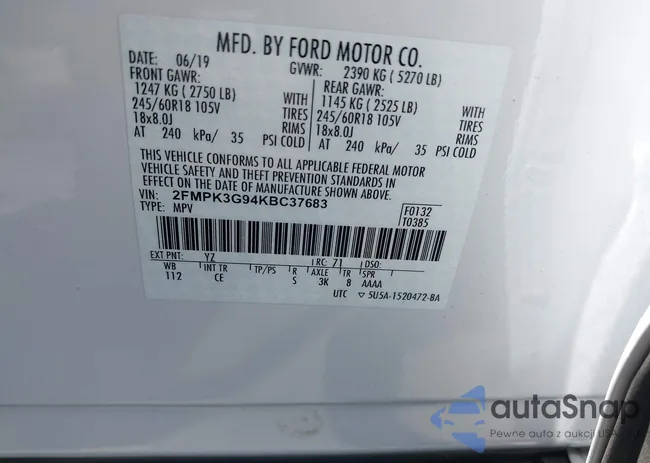 MFD. BY FORD MOTOR CO.
DATE: 06/19 GVWR: 2390 KG ( 5270 LB)
FRONT GAWR: REAR GAWR:
1247 KG ( 2750 LB) WITH 1145 KG ( 2525 LB) WITH
245/60R18 105V TIRES 245/60R18 105V TIRES
18x8.0J RIMS 18x8.0J RIMS
AT 240 kPa/ 35 PSI COLD AT 240 kPa/ 35 PSI COLD
THIS VEHICLE CONFORMS TO ALL APPLICABLE FEDERAL MOTOR
VEHICLE SAFETY AND THEFT PREVENTION STANDARDS IN
EFFECT ON THE DATE OF MANUFACTURE SHOWN ABOVE.
VIN: 2FMPK3G94KBC37683 F0132
TYPE: MPV T0385
EXT PNT: YZ RC: 71 DSO:
WB INT TR TP/PS R AXLE TR SPR
112 CE S 3K 8 AAAA
UTC ▽ 5U5A-1520472-BA
autoSnap
Pewne auto z aukcji USA